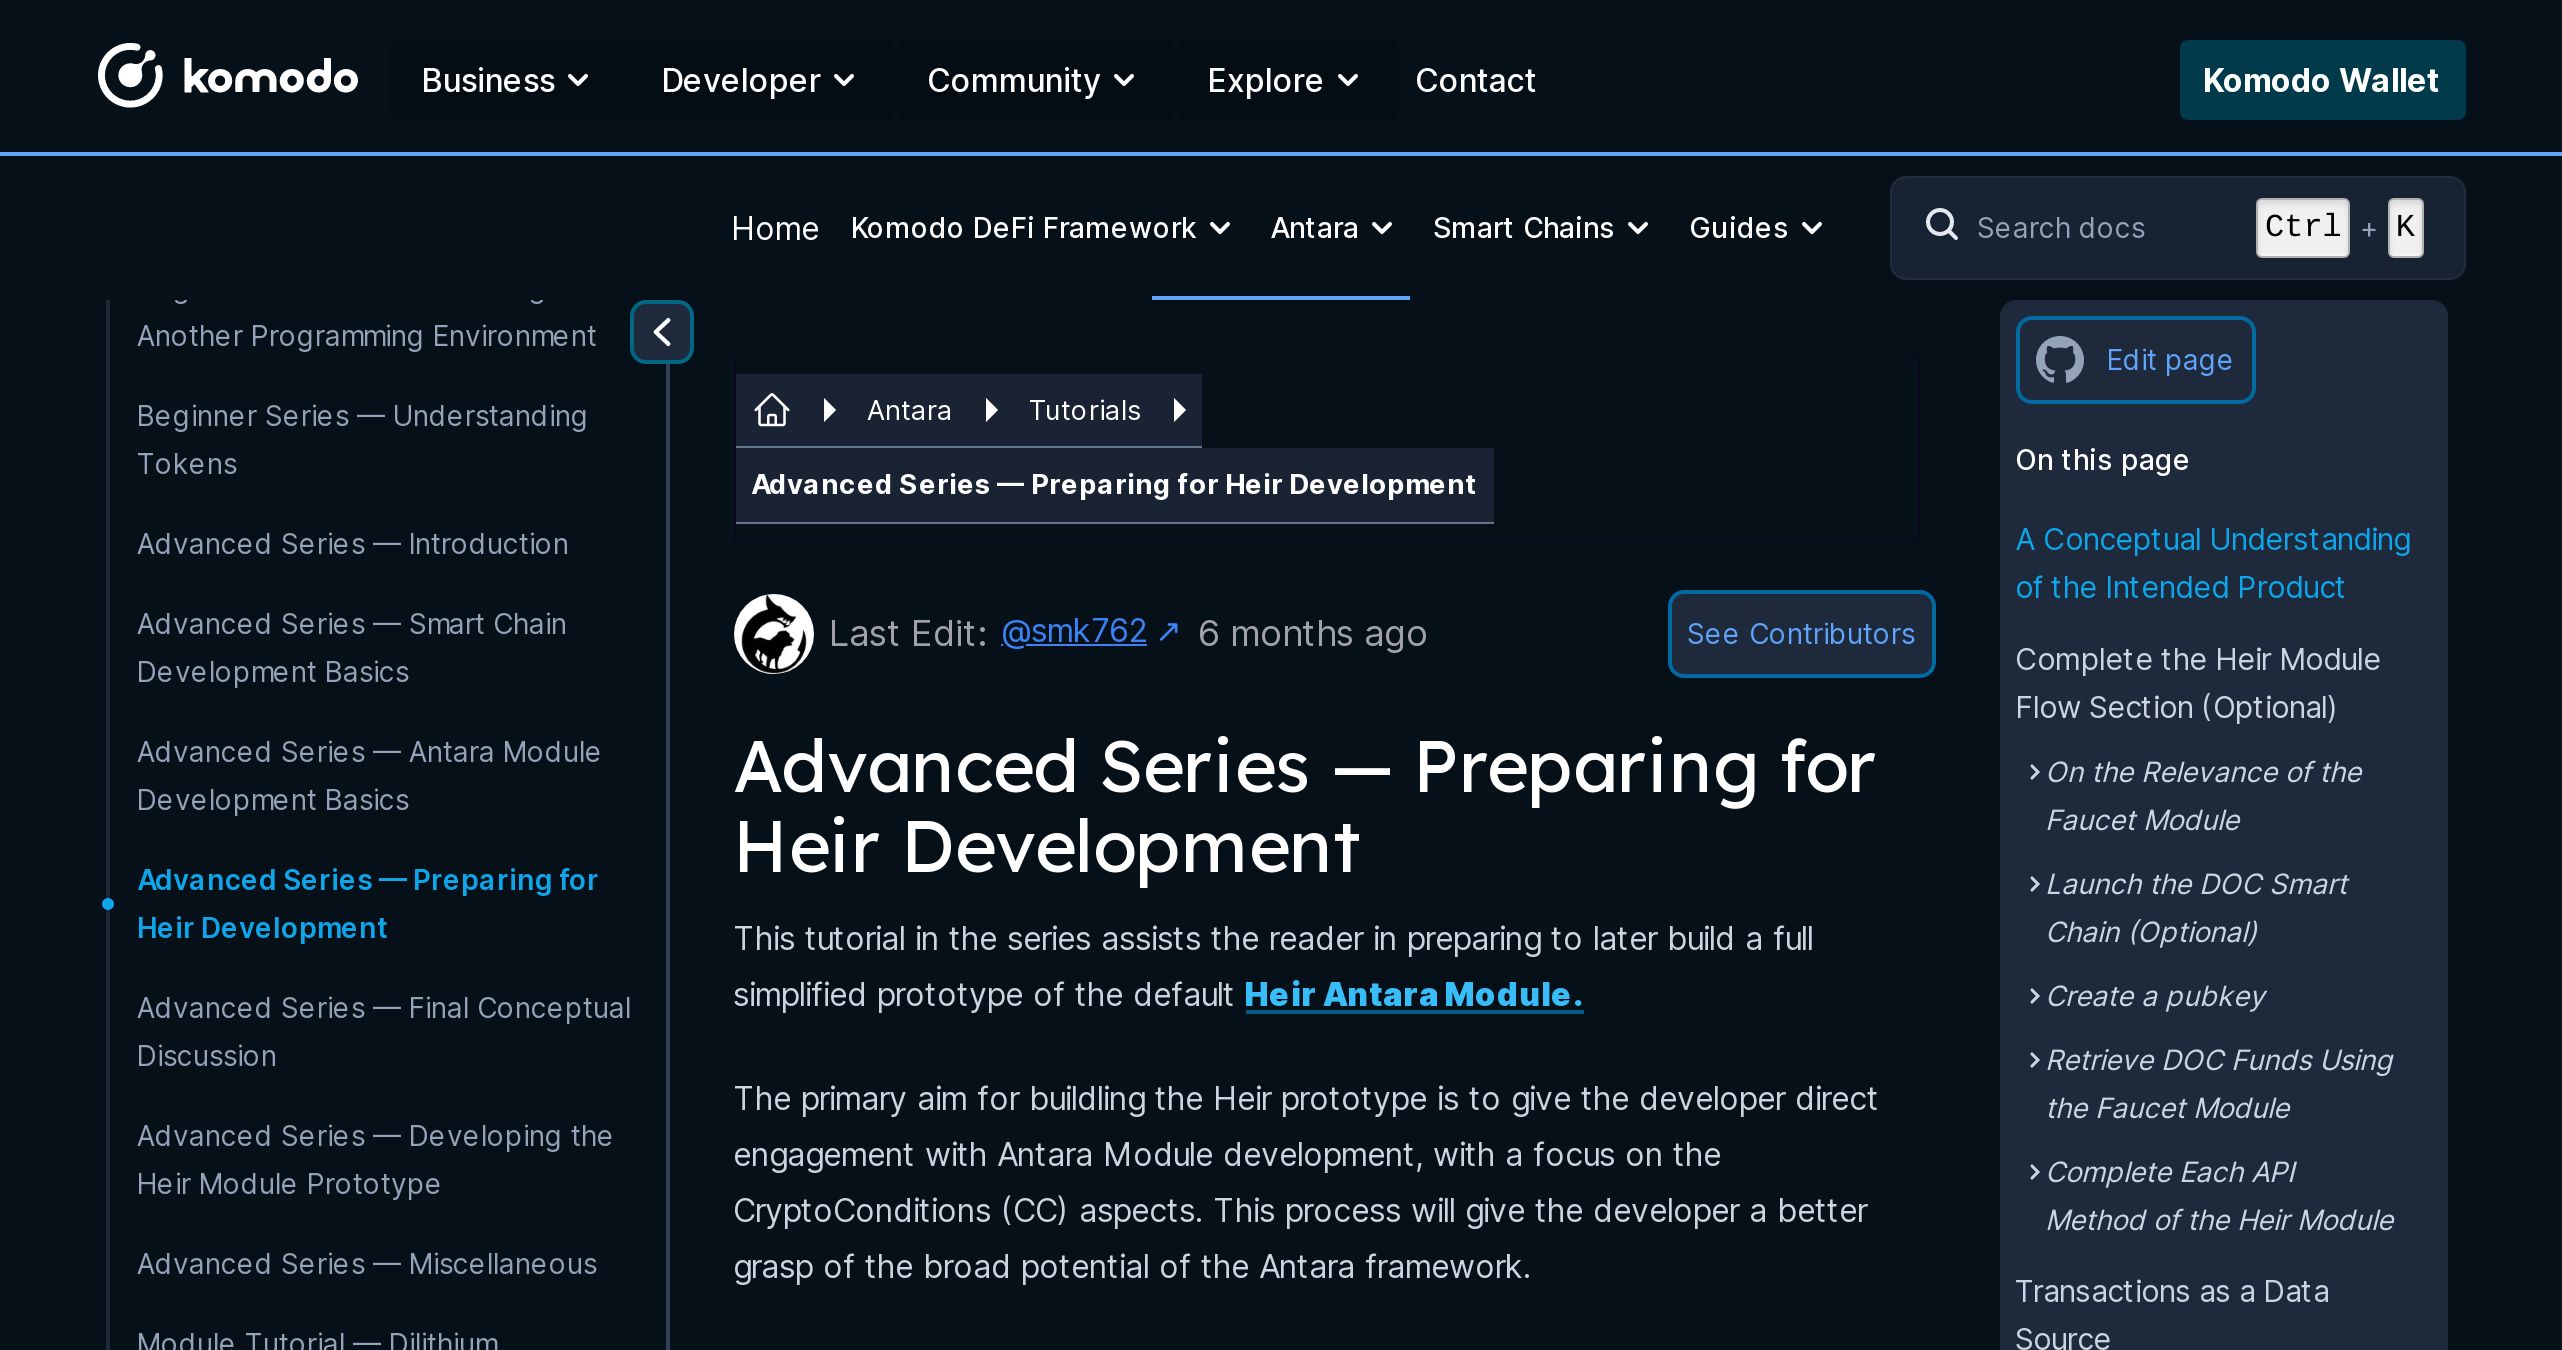 komodo
Business
Developer
Community
Explore
Contact
Komodo Wallet
Home
Komodo DeFi Framework
Antara
Smart Chains
Guides
Search docs
Ctrl + K
Another Programming Environment
Beginner Series — Understanding
Tokens
Advanced Series — Introduction
Advanced Series — Smart Chain
Development Basics
Advanced Series — Antara Module
Development Basics
Advanced Series — Preparing for
Heir Development
Advanced Series — Final Conceptual
Discussion
Advanced Series — Developing the
Heir Module Prototype
Advanced Series — Miscellaneous
Module Tutorial — Dilithium
Antara
Tutorials
Advanced Series — Preparing for Heir Development
Last Edit: @smk762 ↗ 6 months ago
See Contributors
Advanced Series — Preparing for
Heir Development
This tutorial in the series assists the reader in preparing to later build a full
simplified prototype of the default Heir Antara Module.
The primary aim for buildling the Heir prototype is to give the developer direct
engagement with Antara Module development, with a focus on the
CryptoConditions (CC) aspects. This process will give the developer a better
grasp of the broad potential of the Antara framework.
Edit page
On this page
A Conceptual Understanding
of the Intended Product
Complete the Heir Module
Flow Section (Optional)
On the Relevance of the
Faucet Module
Launch the DOC Smart
Chain (Optional)
Create a pubkey
Retrieve DOC Funds Using
the Faucet Module
Complete Each API
Method of the Heir Module
Transactions as a Data
Source